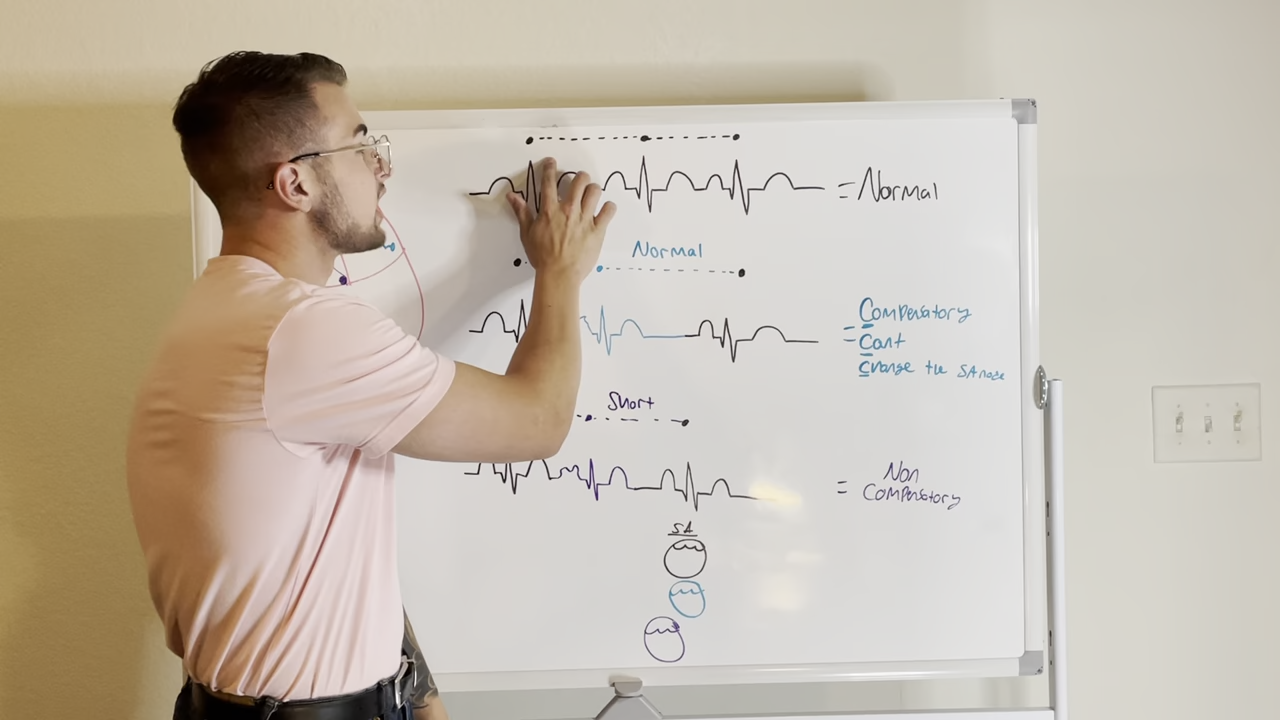 = Normal
Normal
= Compensatory
Can't
Change the SA node
Short
= Non
Compensatory
SA